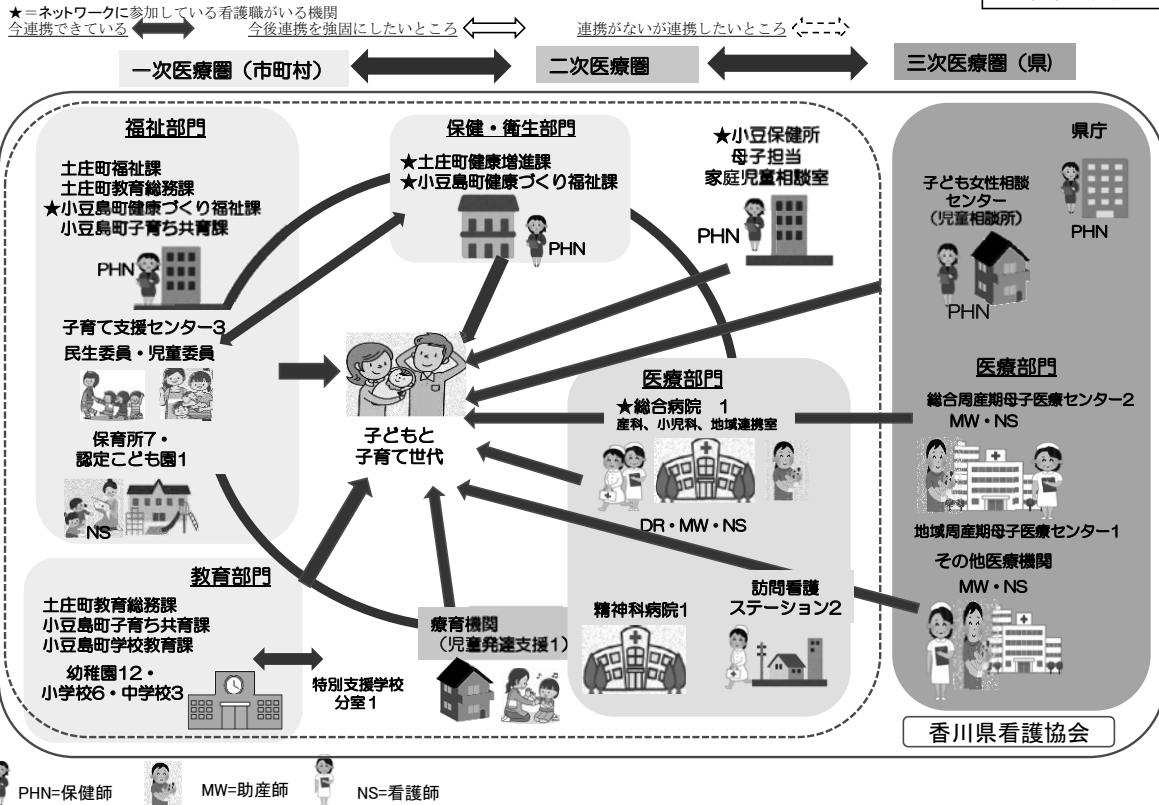 ★＝ネットワークに参加している看護職がいる機関
今連携できている
今後連携を強固にしたいところ
連携がないが連携したいところ
一次医療圏（市町村）
二次医療圏
三次医療圏（県）
福祉部門
土庄町福祉課
土庄町教育総務課
★小豆島町健康づくり福祉課
小豆島町子育ち共育課
PHN
子育て支援センター3
民生委員・児童委員
保育所7・
認定こども園1
NS
教育部門
土庄町教育総務課
小豆島町子育ち共育課
小豆島町学校教育課
幼稚園12・
小学校6・中学校3
特別支援学校
分室1
保健・衛生部門
★土庄町健康増進課
★小豆島町健康づくり福祉課
PHN
★小豆保健所
母子担当
家庭児童相談室
PHN
子どもと
子育て世代
医療部門
★総合病院　1
産科、小児科、地域連携室
DR・MW・NS
精神科病院1
訪問看護
ステーション2
療育機関
（児童発達支援1）
県庁
PHN
子ども女性相談
センター
（児童相談所）
PHN
医療部門
総合周産期母子医療センター2
MW・NS
地域周産期母子医療センター1
その他医療機関
MW・NS
香川県看護協会
PHN=保健師
MW=助産師
NS=看護師